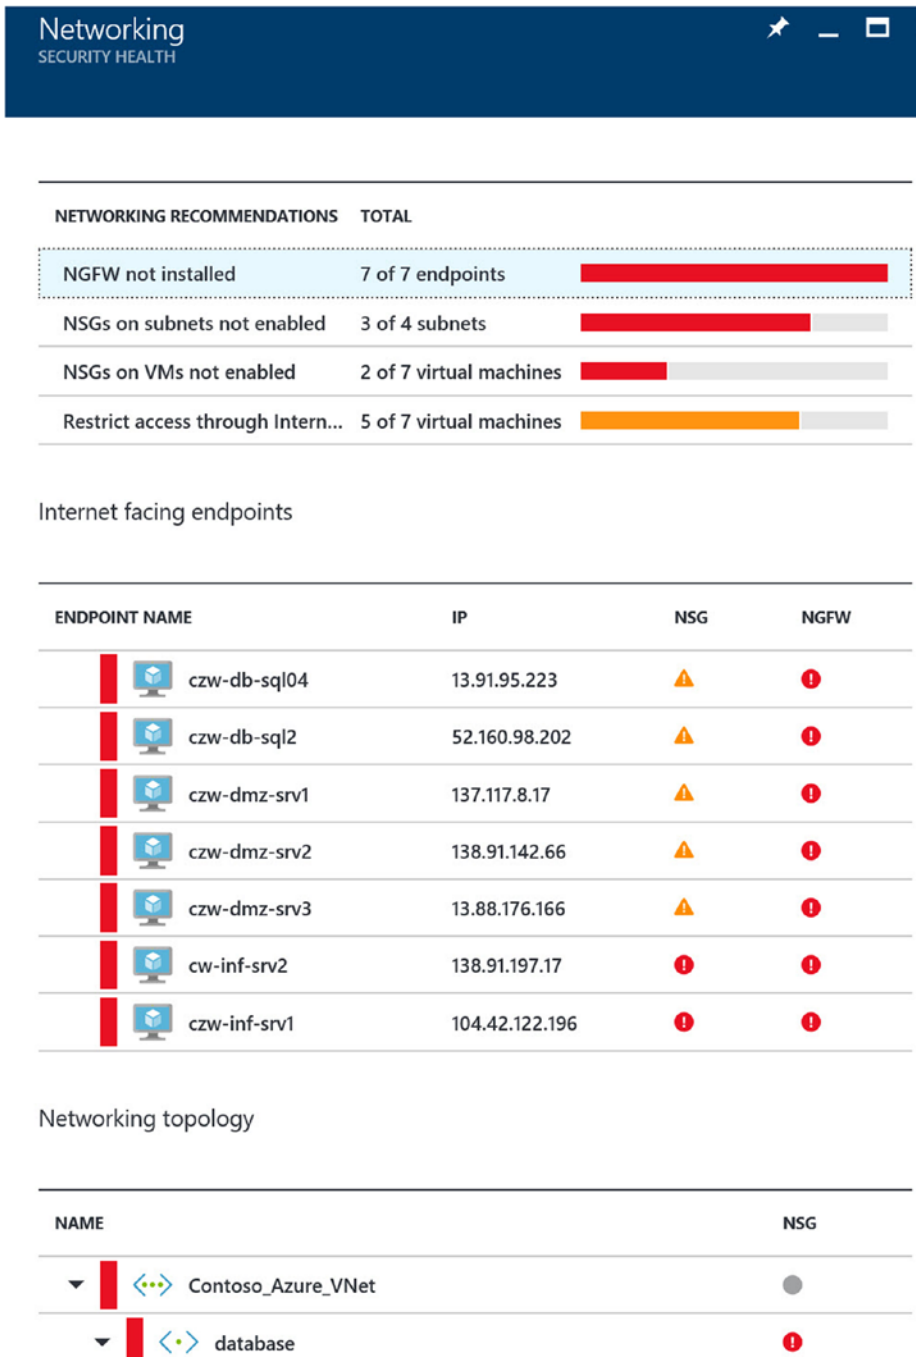 Networking
SECURITY HEALTH
NETWORKING RECOMMENDATIONS TOTAL
NGFW not installed 7 of 7 endpoints
NSGs on subnets not enabled 3 of 4 subnets
NSGs on VMs not enabled 2 of 7 virtual machines
Restrict access through Intern... 5 of 7 virtual machines
Internet facing endpoints
ENDPOINT NAME IP NSG NGFW
czw-db-sql04 13.91.95.223
czw-db-sql2 52.160.98.202
czw-dmz-srv1 137.117.8.17
czw-dmz-srv2 138.91.142.66
czw-dmz-srv3 13.88.176.166
cw-inf-srv2 138.91.197.17
czw-inf-srv1 104.42.122.196
Networking topology
NAME NSG
Contoso_Azure_VNet
database